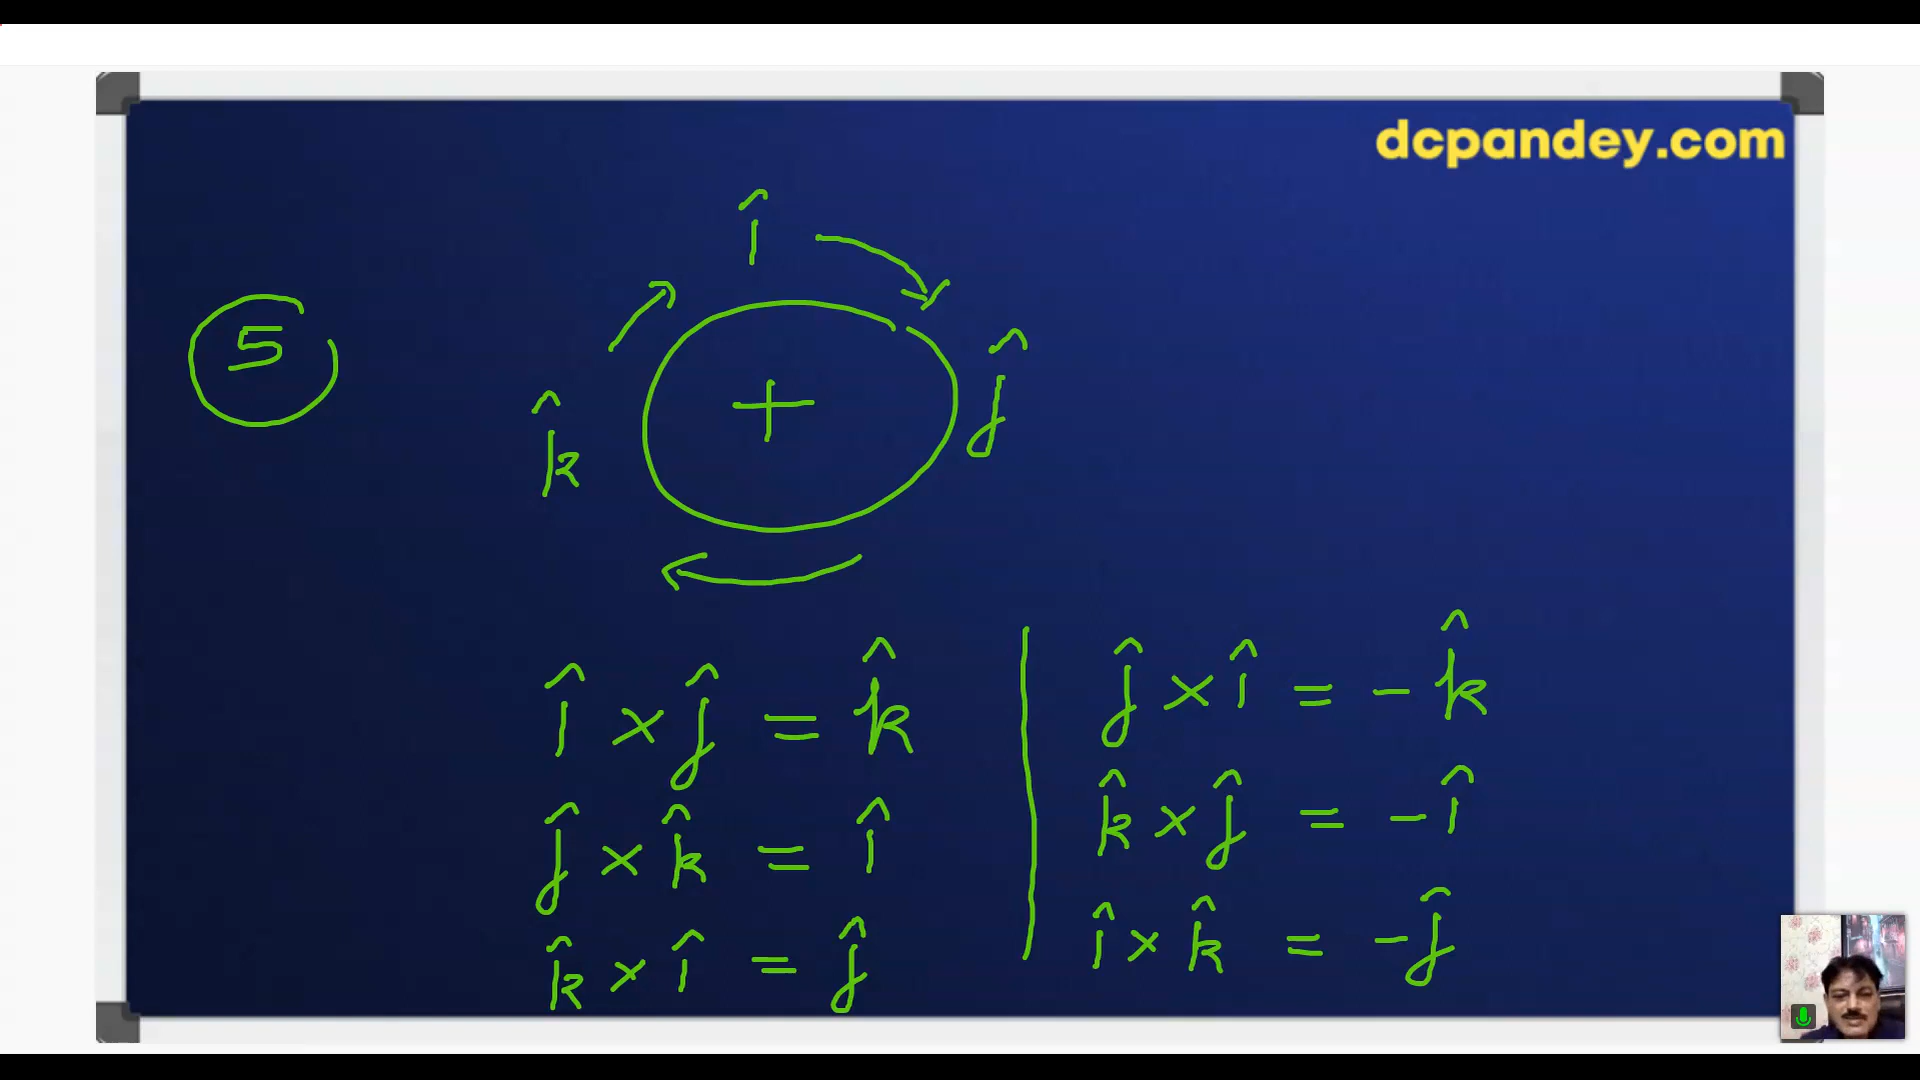 dcpandey.com
î
5
ĵ
k̂
+
î × ĵ = k̂
ĵ × k̂ = î
k̂ × î = ĵ
ĵ × î = - k̂
k̂ × ĵ = - î
î × k̂ = - ĵ